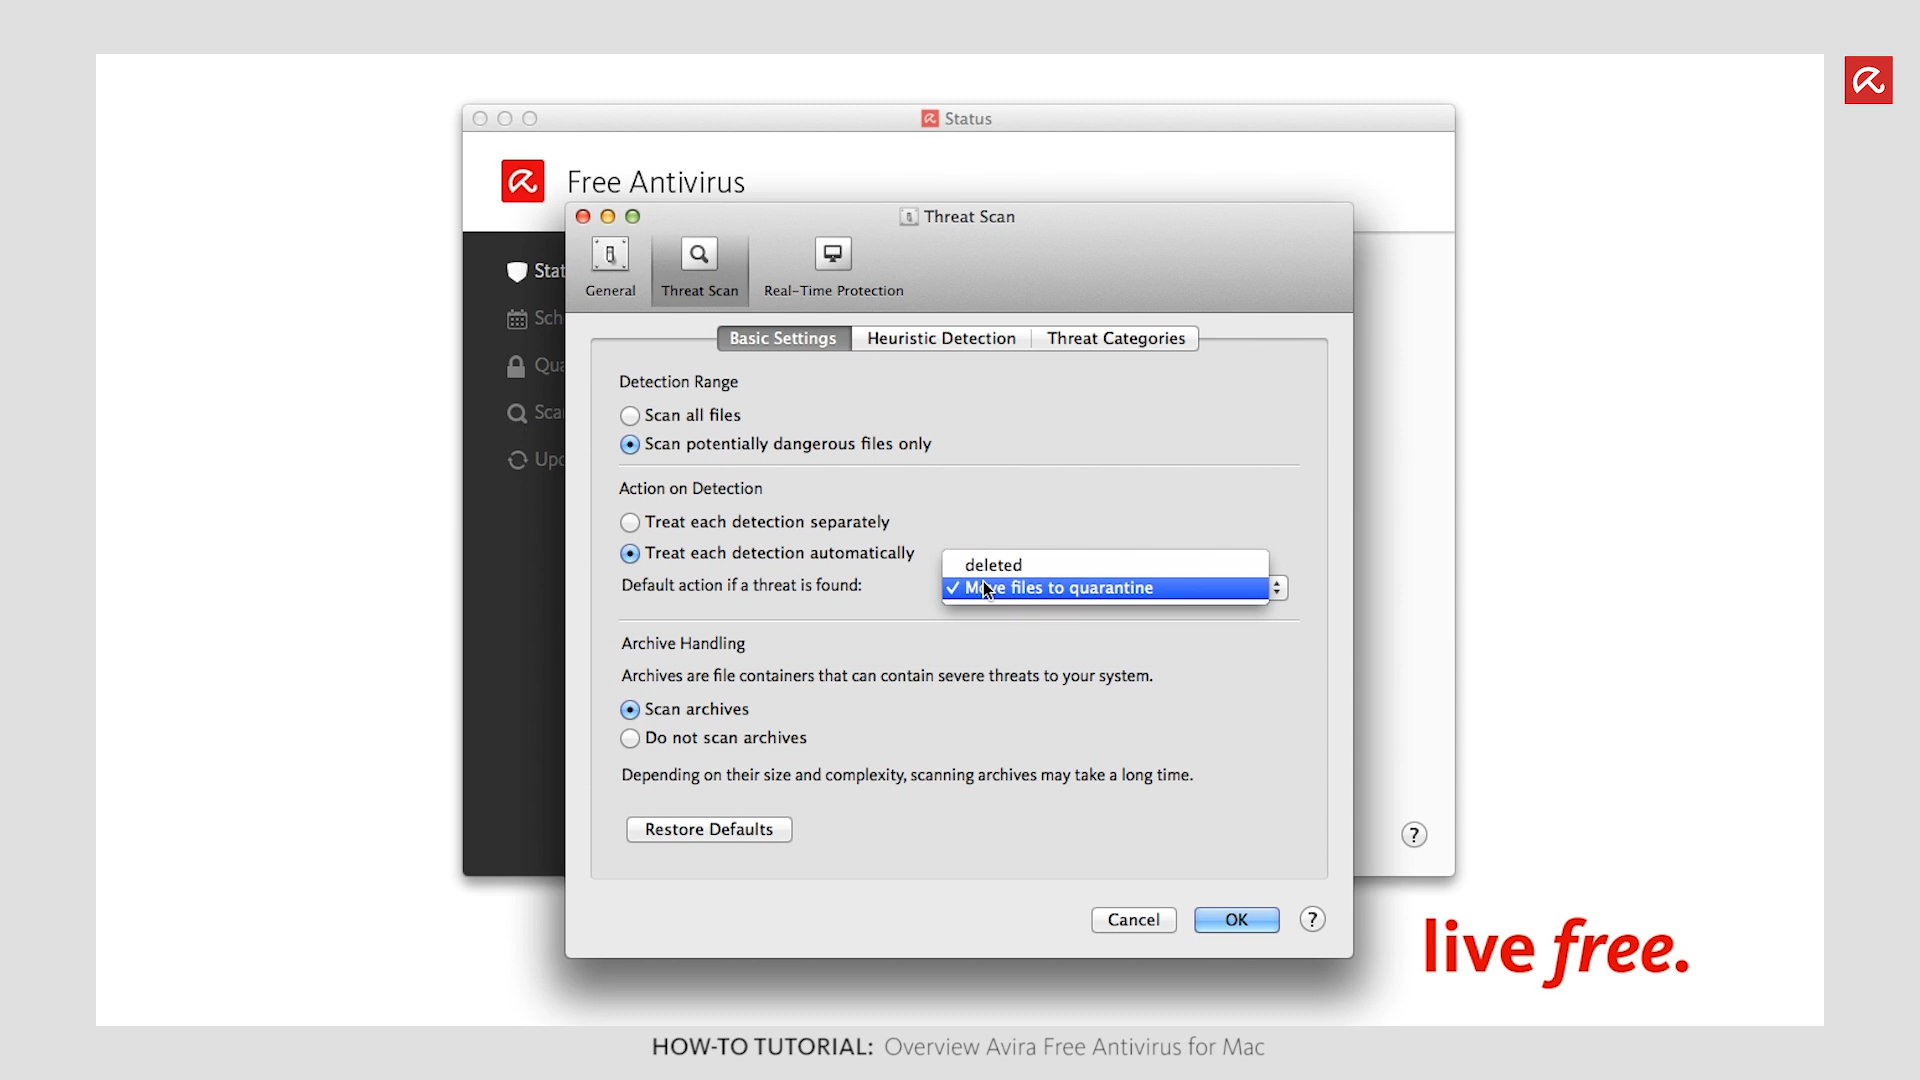 Status
Free Antivirus
Threat Scan
General
Threat Scan
Real-Time Protection
Stat
Sch
Qua
Sca
Upd
Basic Settings
Heuristic Detection
Threat Categories
Detection Range
Scan all files
Scan potentially dangerous files only
Action on Detection
Treat each detection separately
Treat each detection automatically
deleted
Default action if a threat is found:
files to quarantine
Archive Handling
Archives are file containers that can contain severe threats to your system.
Scan archives
Do not scan archives
Depending on their size and complexity, scanning archives may take a long time.
Restore Defaults
?
Cancel
OK
?
live free.
HOW-TO TUTORIAL: Overview Avira Free Antivirus for Mac